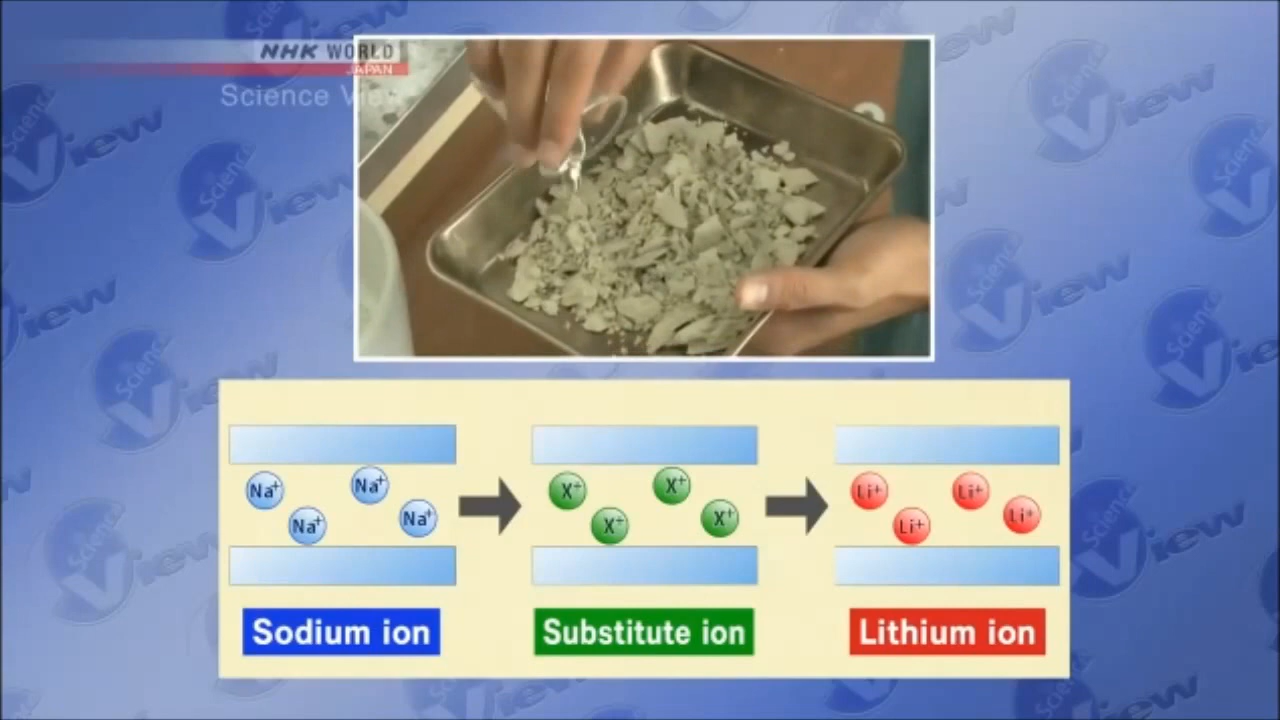 NHK WORLD
JAPAN
Science View
Na+
Na+
Na+
Na+
X+
X+
X+
X+
Li+
Li+
Li+
Li+
Sodium ion
Substitute ion
Lithium ion